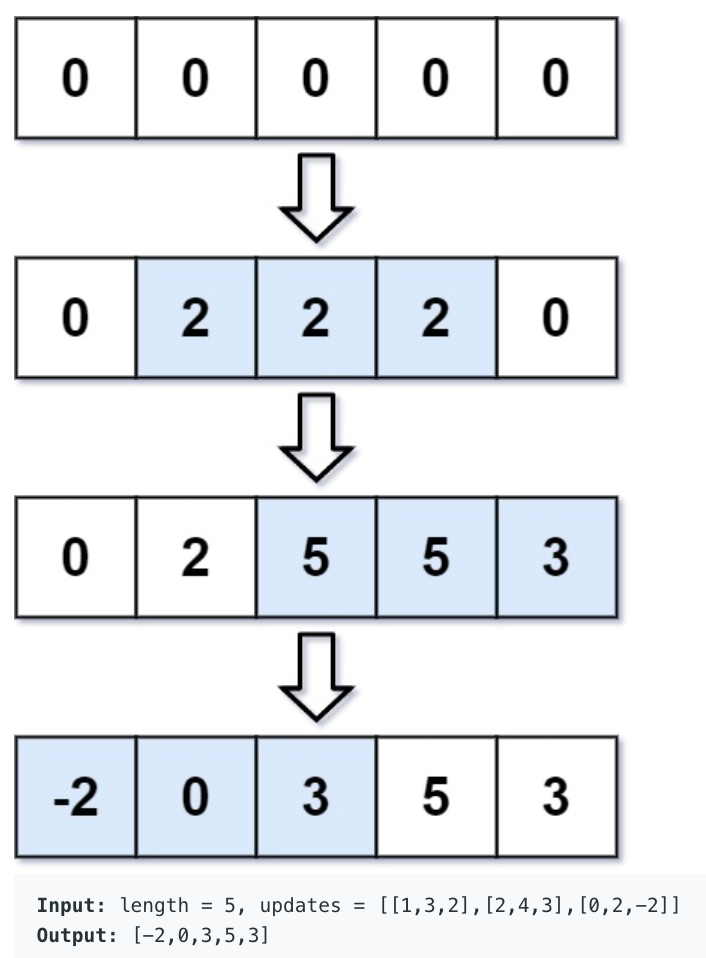 0 0 0 0 0
0 2 2 2 0
0 2 5 5 3
-2 0 3 5 3
Input: length = 5, updates = [[1,3,2],[2,4,3],[0,2,-2]]
Output: [-2,0,3,5,3]